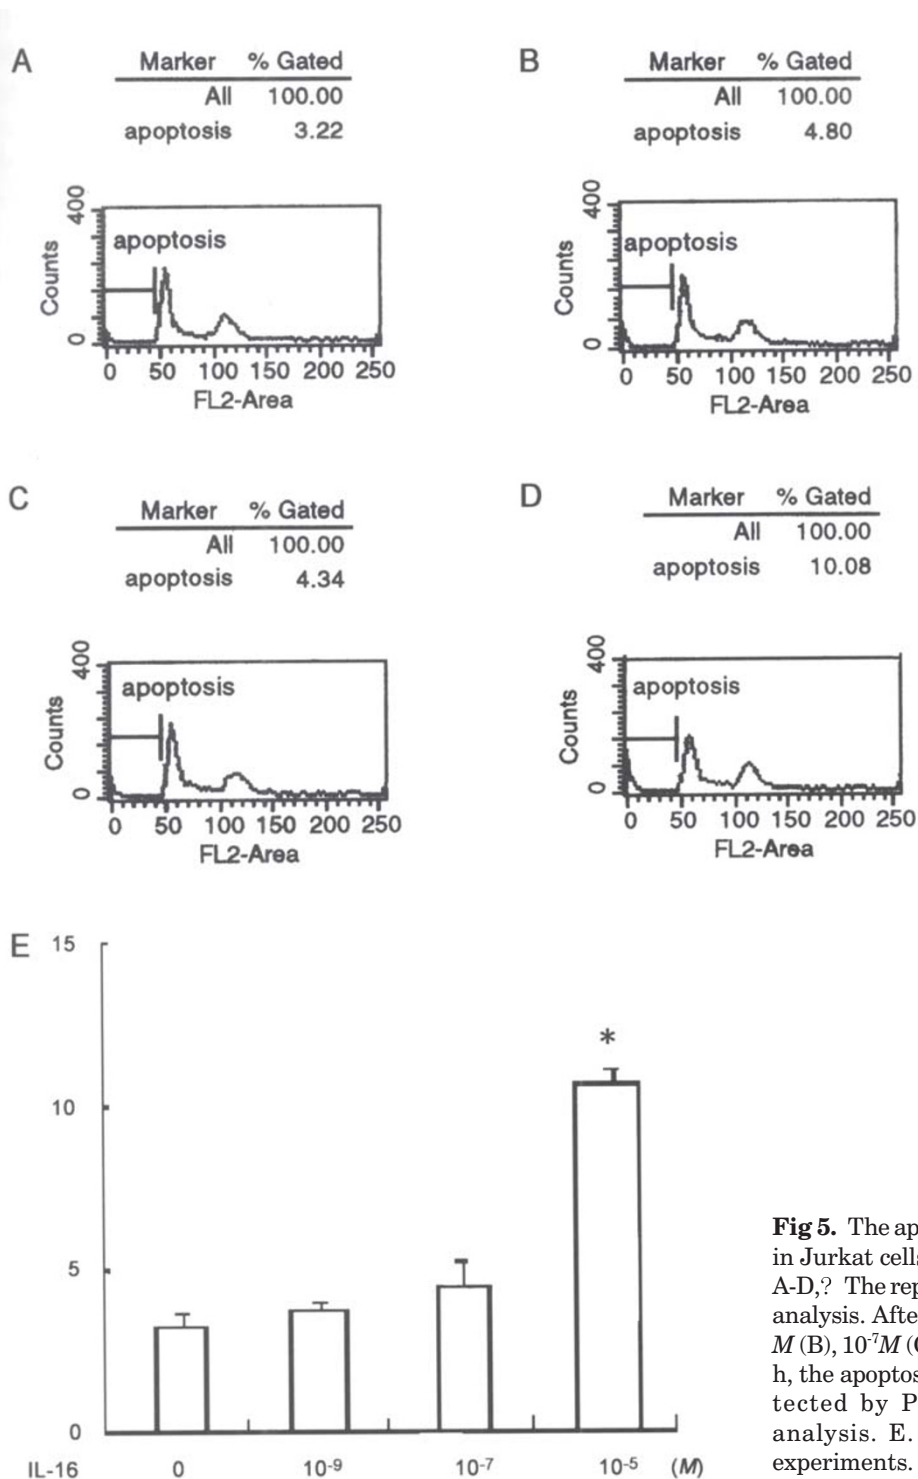 A
Marker % Gated
All 100.00
apoptosis 3.22
400
apoptosis
Counts
0
0 50 100 150 200 250
FL2-Area
B
Marker % Gated
All 100.00
apoptosis 4.80
400
apoptosis
Counts
0
0 50 100 150 200 250
FL2-Area
C
Marker % Gated
All 100.00
apoptosis 4.34
400
apoptosis
Counts
0
0 50 100 150 200 250
FL2-Area
D
Marker % Gated
All 100.00
apoptosis 10.08
400
apoptosis
Counts
0
0 50 100 150 200 250
FL2-Area
E
15
10
5
0
*
IL-16 0 10⁻⁹ 10⁻⁷ 10⁻⁵ (M)
Fig 5. The ap
in Jurkat cells
A-D,? The rep
analysis. After
M (B), 10⁻⁷M (C
h, the apoptos
tected by P
analysis. E.
experiments.